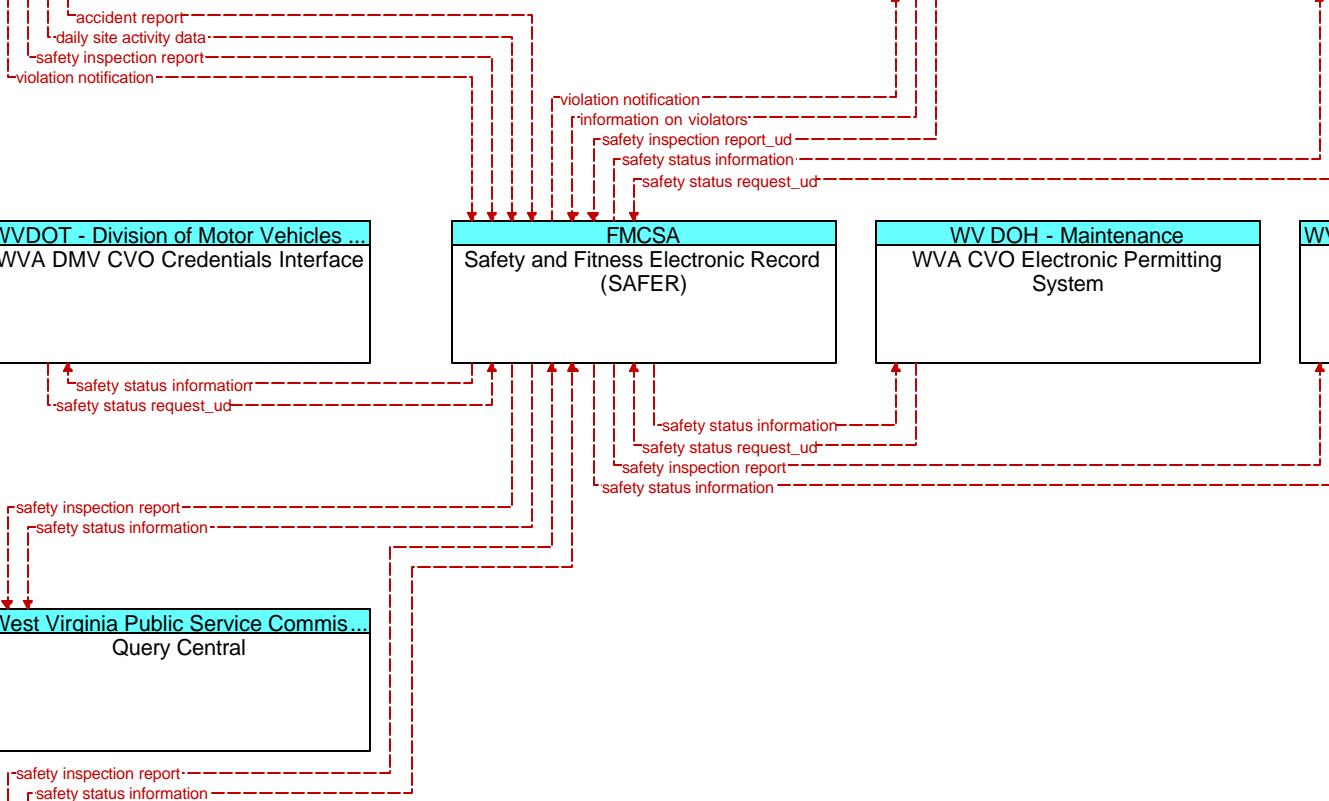 accident report
daily site activity data
safety inspection report
violation notification
violation notification
information on violators
safety inspection report_ud
safety status information
safety status request_ud
WVDOT - Division of Motor Vehicles ...
WVA DMV CVO Credentials Interface
FMCSA
Safety and Fitness Electronic Record
(SAFER)
WV DOH - Maintenance
WVA CVO Electronic Permitting
System
WV
safety status information
safety status request_ud
safety status information
safety status request_ud
safety inspection report
safety status information
safety inspection report
safety status information
West Virginia Public Service Commis...
Query Central
safety inspection report
safety status information